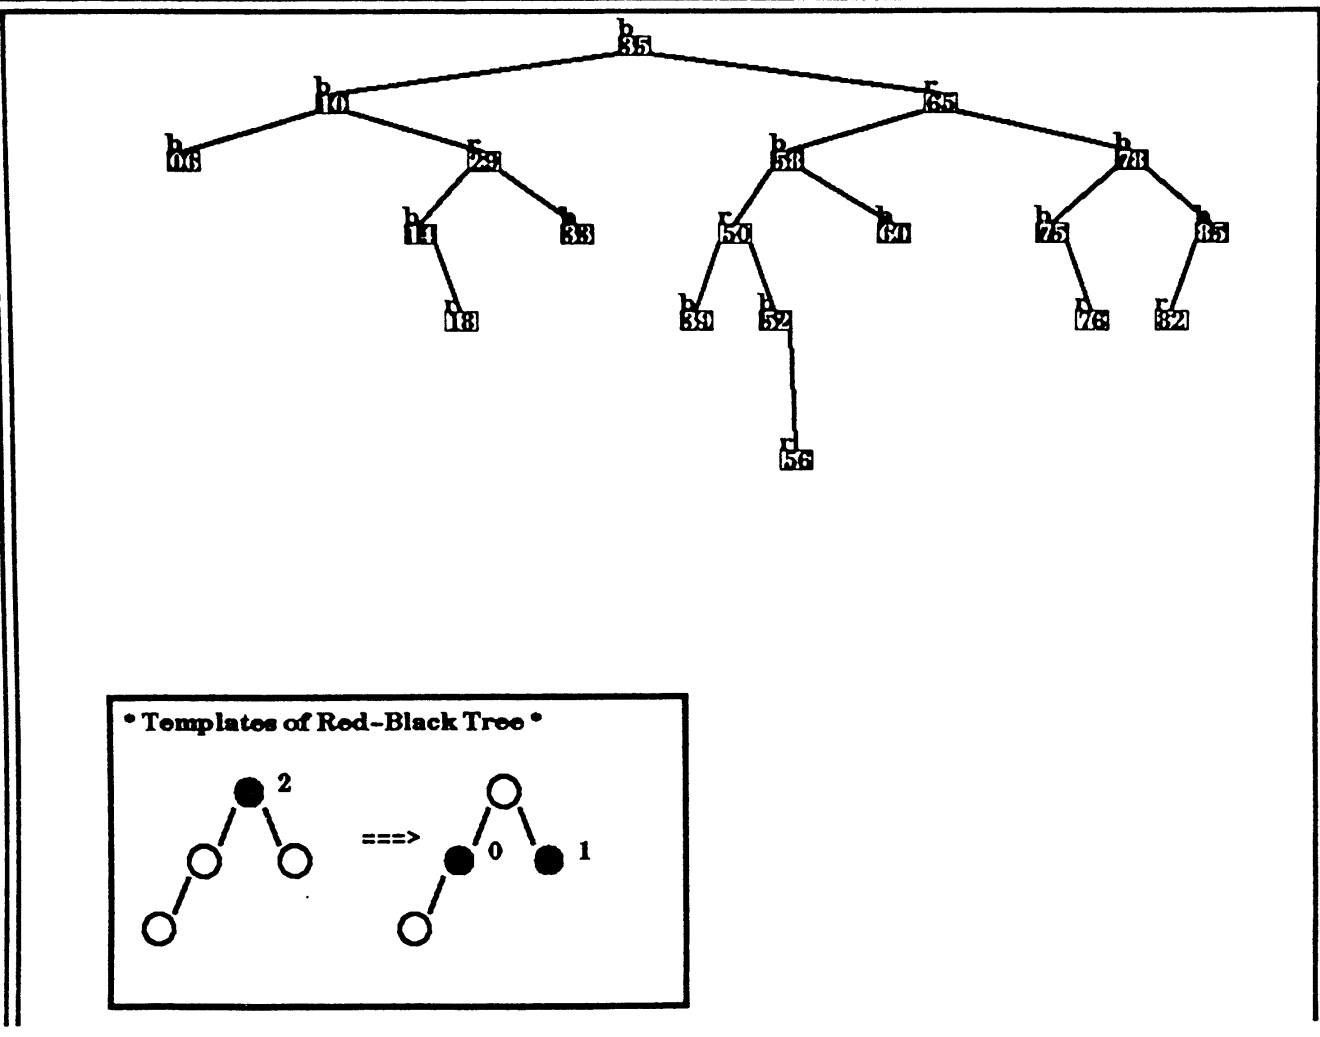 b
35
b r
10 65
b r b b
06 29 58 78
b b r b b b
14 33 50 60 75 85
r b b r r
18 39 52 76 82
r
56
* Templates of Red-Black Tree *
2
===> 0 1